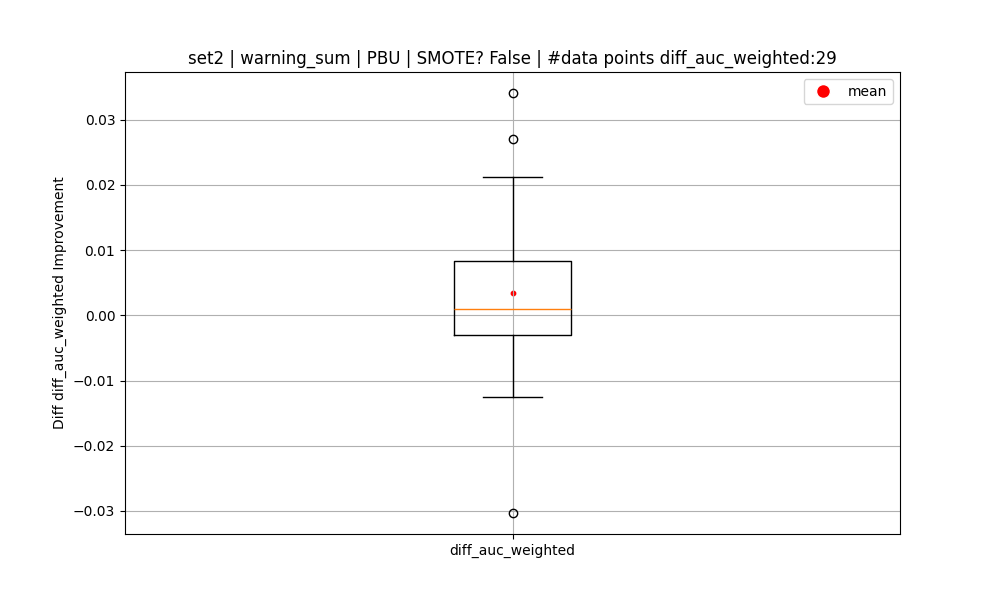 set2 | warning_sum | PBU | SMOTE? False | #data points diff_auc_weighted:29
mean
0.03
0.02
0.01
0.00
−0.01
−0.02
−0.03
Diff diff_auc_weighted Improvement
diff_auc_weighted